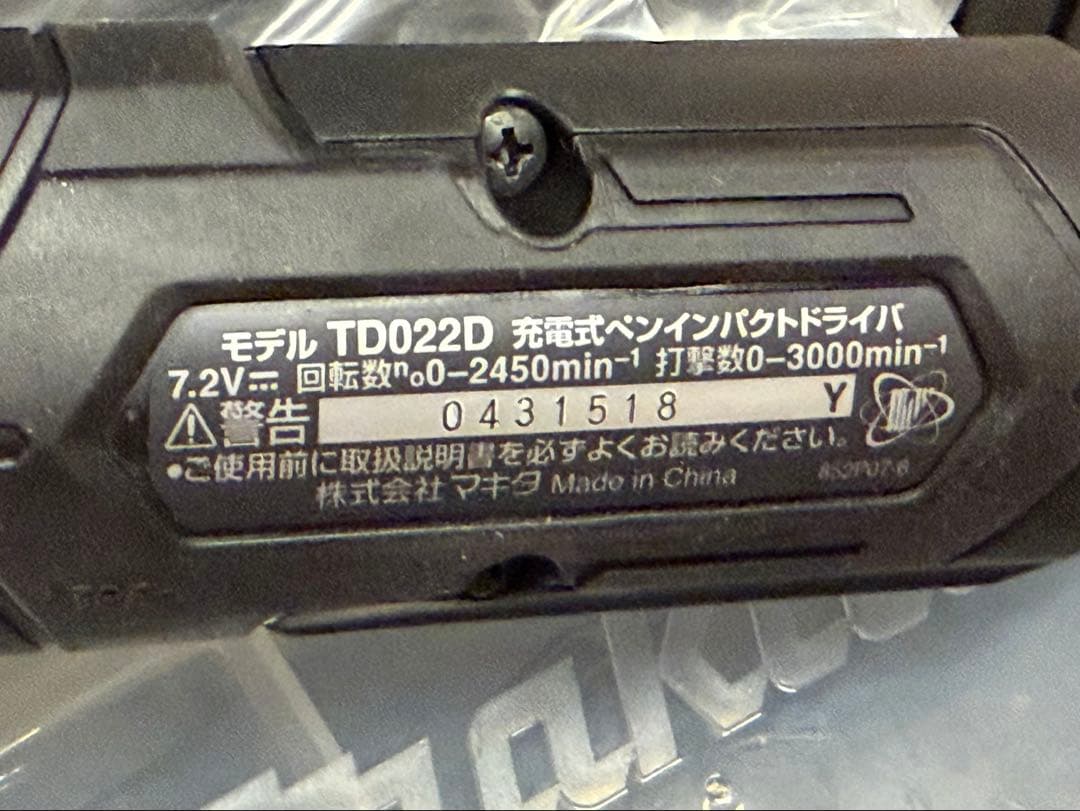 モデル TD022D 充電式ペンインパクトドライバ
7.2V⎓ 回転数n₀0-2450min⁻¹ 打撃数0-3000min⁻¹
⚠警告 0431518 Y
●ご使用前に取扱説明書を必ずよくお読みください。
株式会社 マキタ Made in China
852P07-8